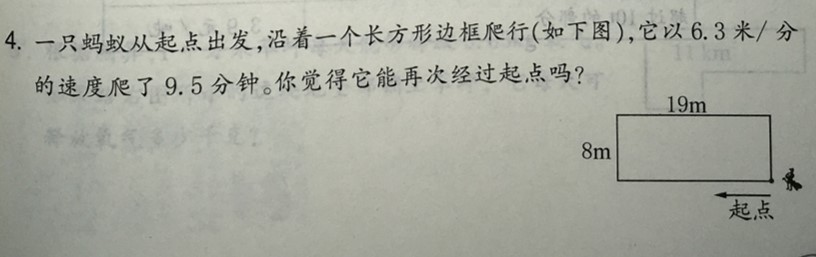 4. 一只蚂蚁从起点出发,沿着一个长方形边框爬行(如下图),它以6.3米/分
的速度爬了9.5分钟。你觉得它能再次经过起点吗?
19m
8m
起点